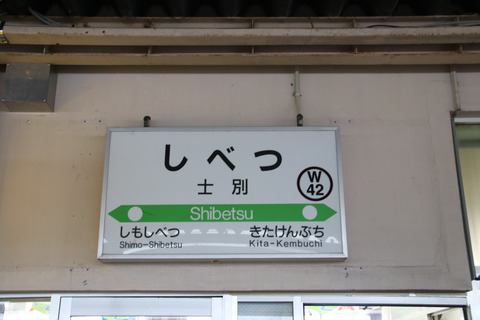 しべつ
士別
W
42
Shibetsu
しもしべつ
Shimo-Shibetsu
きたけんぶち
Kita-Kembuchi